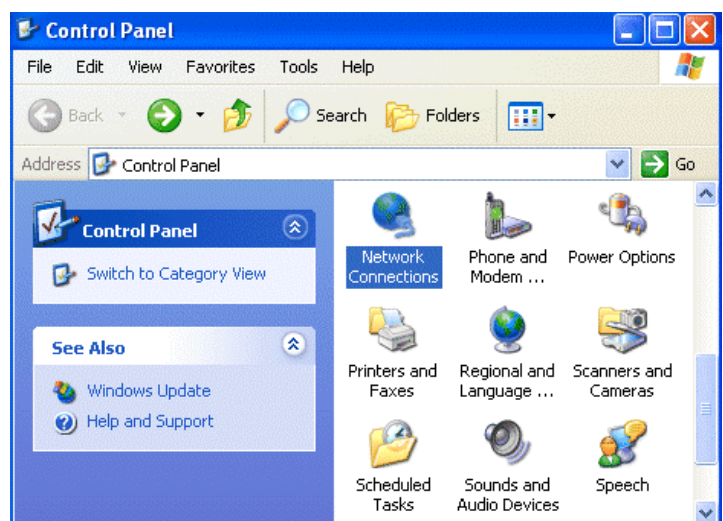 Control Panel
File Edit View Favorites Tools Help
Back Search Folders
Address Control Panel Go
Control Panel
Switch to Category View
See Also
Windows Update
Help and Support
Network Connections
Phone and Modem ...
Power Options
Printers and Faxes
Regional and Language ...
Scanners and Cameras
Scheduled Tasks
Sounds and Audio Devices
Speech